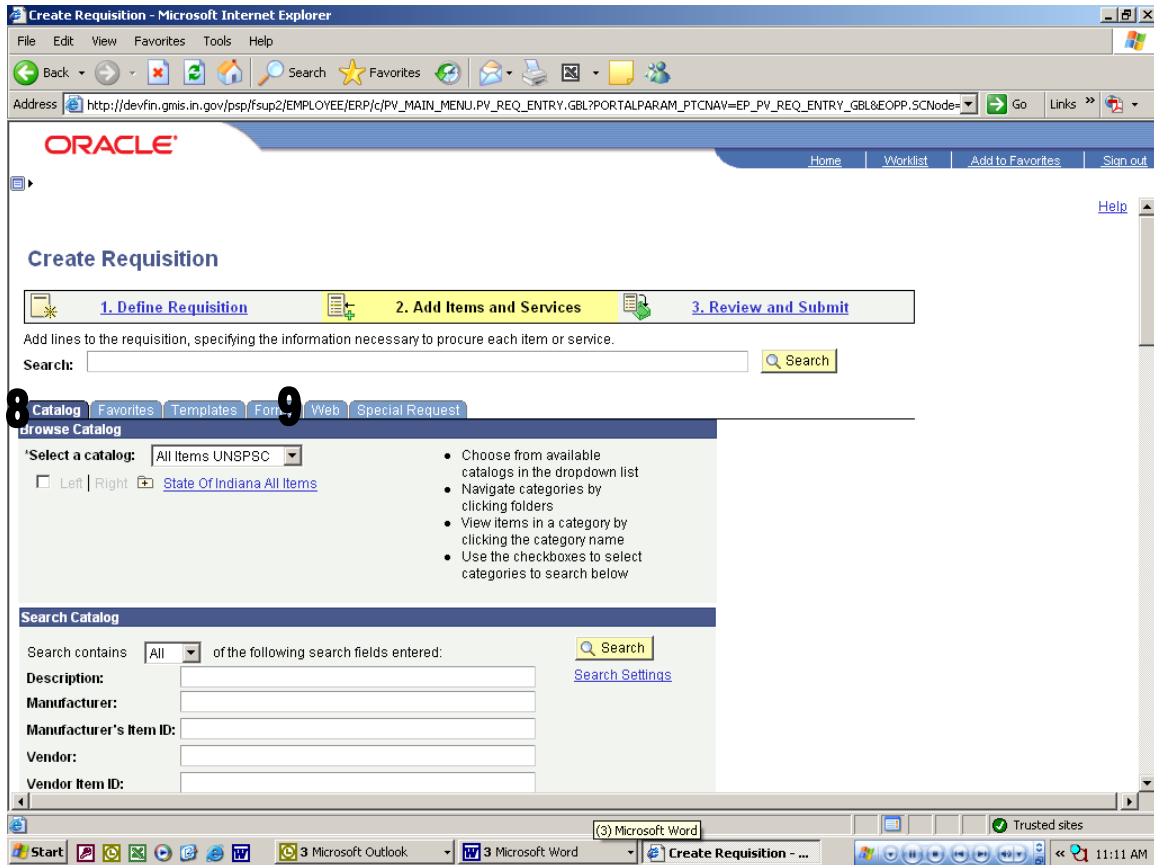 Create Requisition - Microsoft Internet Explorer
File Edit View Favorites Tools Help
Back Search Favorites
Address http://devfin.gmis.in.gov/psp/fsup2/EMPLOYEE/ERP/c/PV_MAIN_MENU.PV_REQ_ENTRY.GBL?PORTALPARAM_PTCNAV=EP_PV_REQ_ENTRY_GBL&EOPP.SCNode= Go Links »
ORACLE
Home Worklist Add to Favorites Sign out
Help
Create Requisition
1. Define Requisition 2. Add Items and Services 3. Review and Submit
Add lines to the requisition, specifying the information necessary to procure each item or service.
Search: Search
8 Catalog Favorites Templates 9 Web Special Request
Browse Catalog
*Select a catalog: All Items UNSPSC
Left | Right State Of Indiana All Items
• Choose from available
catalogs in the dropdown list
• Navigate categories by
clicking folders
• View items in a category by
clicking the category name
• Use the checkboxes to select
categories to search below
Search Catalog
Search contains All of the following search fields entered: Search
Description: Search Settings
Manufacturer:
Manufacturer's Item ID:
Vendor:
Vendor Item ID:
(3) Microsoft Word
Trusted sites
Start 3 Microsoft Outlook 3 Microsoft Word Create Requisition - ... « 11:11 AM